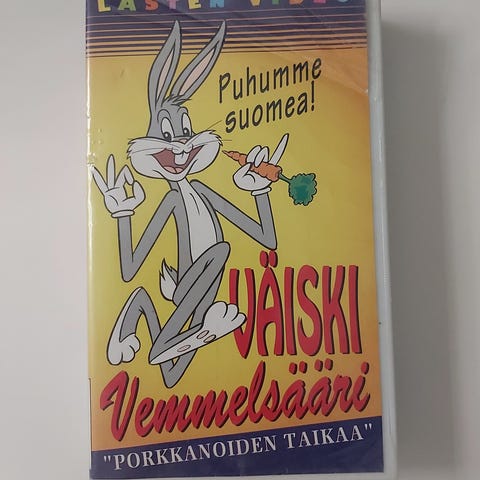 LASTEN VIDEO
Puhumme
suomea!
VÄISKI
Vemmelsääri
"PORKKANOIDEN TAIKAA"